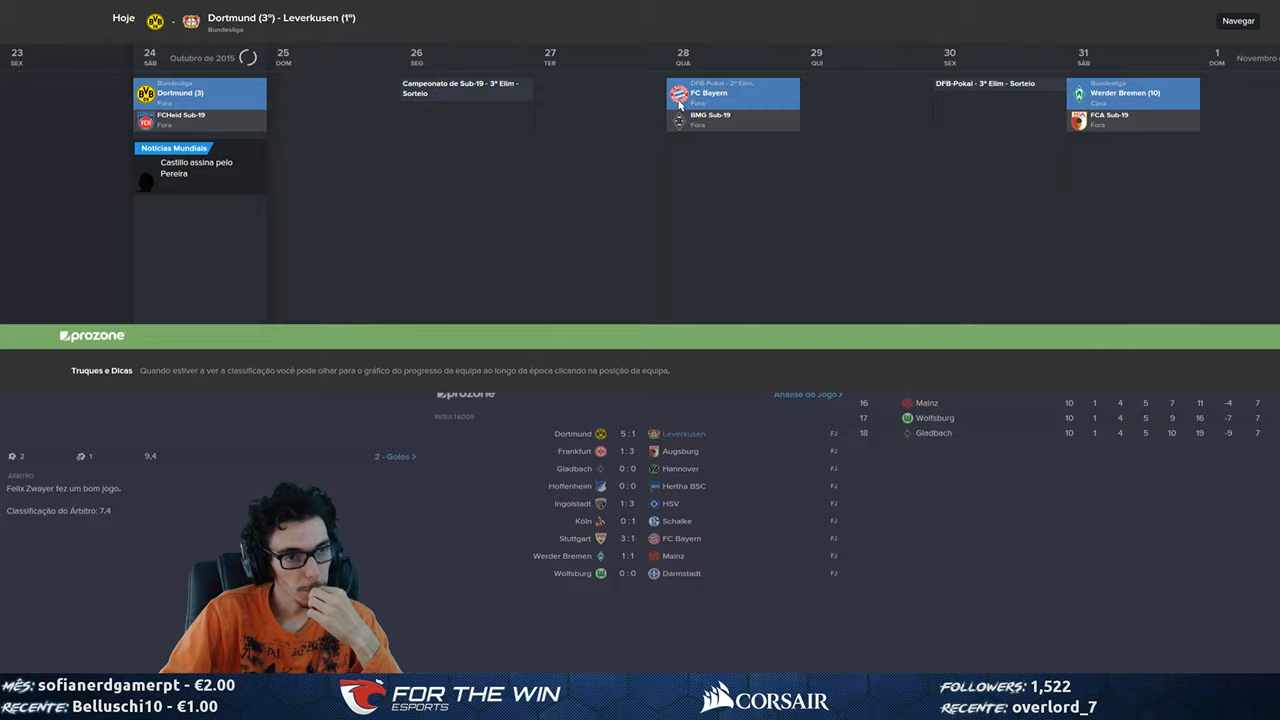 Hoje
Dortmund (3º) - Leverkusen (1º)
Bundesliga
Navegar
23
SEX
24
SÁB
Outubro de 2015
25
DOM
26
SEG
27
TER
28
QUA
29
QUI
30
SEX
31
SÁB
1
DOM
Novembro
Bundesliga
Dortmund (3)
Fora
FCHeid Sub-19
Fora
Campeonato de Sub-19 - 3ª Elim -
Sorteio
DFB-Pokal - 2ª Elim.
FC Bayern
Fora
BMG Sub-19
Fora
DFB-Pokal - 3ª Elim - Sorteio
Bundesliga
Werder Bremen (10)
Casa
FCA Sub-19
Fora
Notícias Mundiais
Castillo assina pelo
Pereira
prozone
Truques e Dicas Quando estiver a ver a classificação você pode olhar para o gráfico do progresso da equipa ao longo da época clicando na posição da equipa.
prozone
Análise do Jogo >
RESULTADOS
Dortmund 5:1 Leverkusen FJ
Frankfurt 1:3 Augsburg FJ
Gladbach 0:0 Hannover FJ
Hoffenheim 0:0 Hertha BSC FJ
Ingolstadt 1:3 HSV FJ
Köln 0:1 Schalke FJ
Stuttgart 3:1 FC Bayern FJ
Werder Bremen 1:1 Mainz FJ
Wolfsburg 0:0 Darmstadt FJ
16 Mainz 10 1 4 5 7 11 -4 7
17 Wolfsburg 10 1 4 5 9 16 -7 7
18 Gladbach 10 1 4 5 10 19 -9 7
2 1 9,4 2 - Golos >
ÁRBITRO
Felix Zwayer fez um bom jogo.
Classificação do Árbitro: 7.4
MÊS: sofianerdgamerpt - €2.00
RECENTE: Belluschi10 - €1.00
FOR THE WIN
ESPORTS
CORSAIR
FOLLOWERS: 1,522
RECENTE: overlord_7